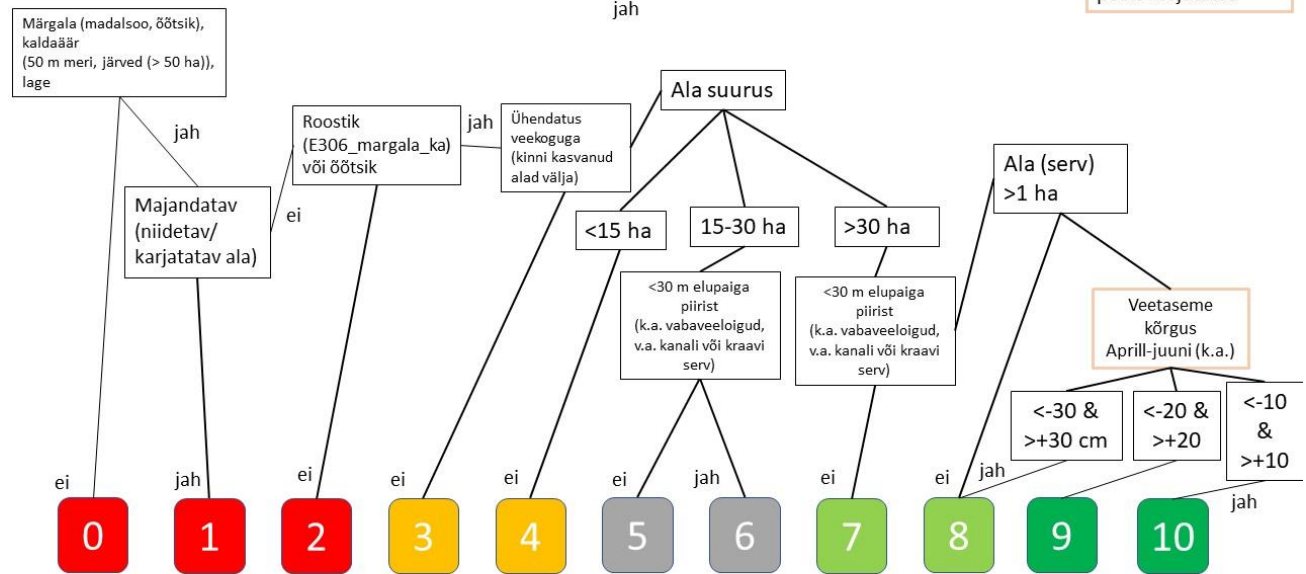 jah
Märgala (madalsoo, õõtsik),
kaldaäär
(50 m meri, järved (> 50 ha)),
lage
jah
Majandatav
(niidetav/
karjatatav ala)
ei
Roostik
(E306_margala_ka)
või õõtsik
jah
Ühendatus
veekoguga
(kinni kasvanud
alad välja)
Ala suurus
<15 ha
15-30 ha
>30 ha
<30 m elupaiga
piirist
(k.a. vabaveeloigud,
v.a. kanali või kraavi
serv)
<30 m elupaiga
piirist
(k.a. vabaveeloigud,
v.a. kanali või kraavi
serv)
Ala (serv)
>1 ha
Veetaseme
kõrgus
Aprill-juuni (k.a.)
<-30 &
>+30 cm
<-20 &
>+20
<-10
&
>+10
ei
jah
ei
ei
ei
ei
jah
ei
ei
jah
jah
0
1
2
3
4
5
6
7
8
9
10